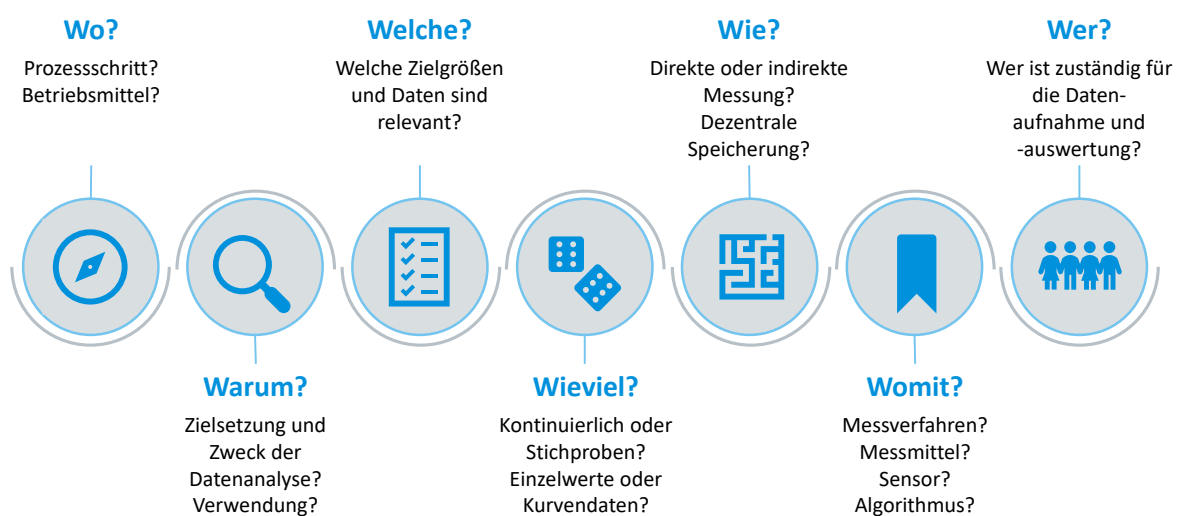 Wo?
Prozessschritt?
Betriebsmittel?
Warum?
Zielsetzung und
Zweck der
Datenanalyse?
Verwendung?
Welche?
Welche Zielgrößen
und Daten sind
relevant?
Wieviel?
Kontinuierlich oder
Stichproben?
Einzelwerte oder
Kurvendaten?
Wie?
Direkte oder indirekte
Messung?
Dezentrale
Speicherung?
Womit?
Messverfahren?
Messmittel?
Sensor?
Algorithmus?
Wer?
Wer ist zuständig für
die Daten-
aufnahme und
-auswertung?